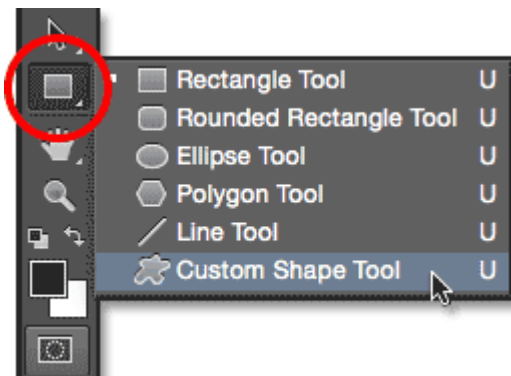 Rectangle Tool U
Rounded Rectangle Tool U
Ellipse Tool U
Polygon Tool U
Line Tool U
Custom Shape Tool U